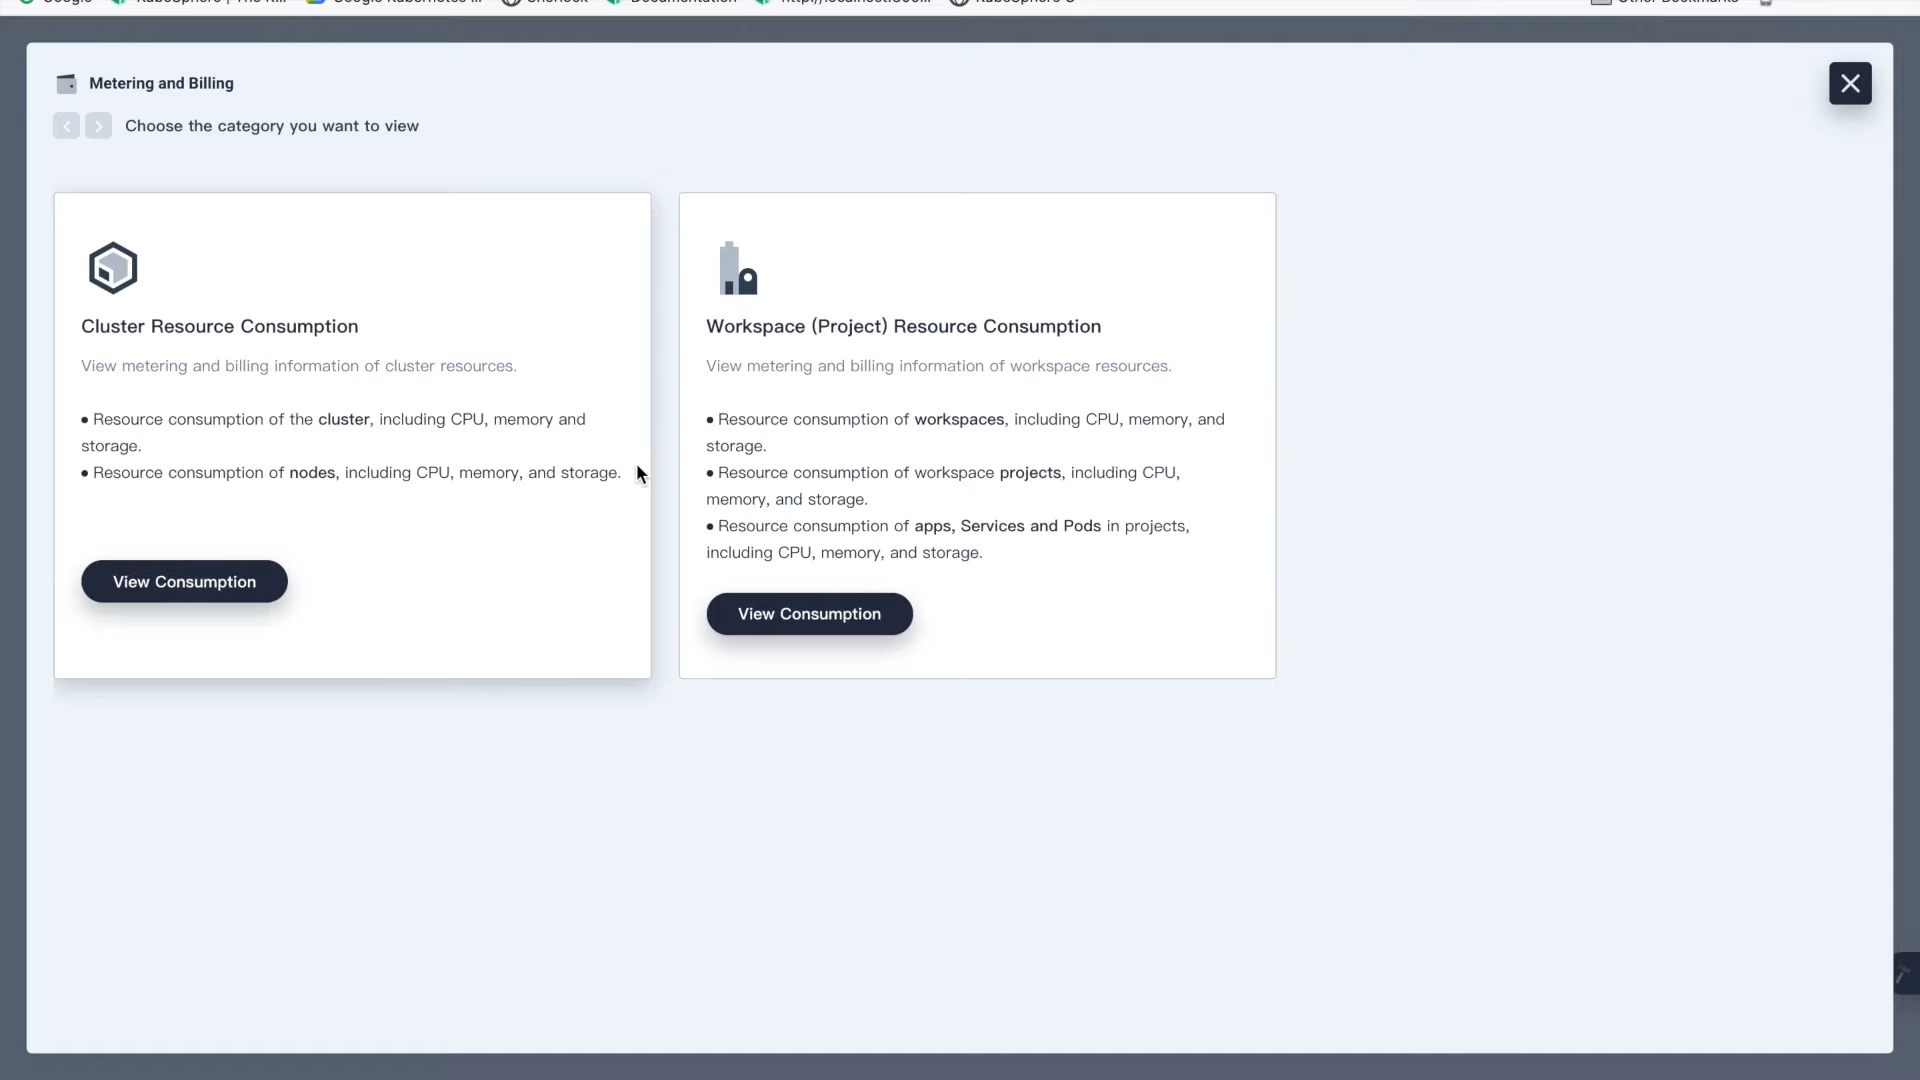 Metering and Billing
Choose the category you want to view
Cluster Resource Consumption
View metering and billing information of cluster resources.
• Resource consumption of the cluster, including CPU, memory and
storage.
• Resource consumption of nodes, including CPU, memory, and storage.
View Consumption
Workspace (Project) Resource Consumption
View metering and billing information of workspace resources.
• Resource consumption of workspaces, including CPU, memory, and
storage.
• Resource consumption of workspace projects, including CPU,
memory, and storage.
• Resource consumption of apps, Services and Pods in projects,
including CPU, memory, and storage.
View Consumption